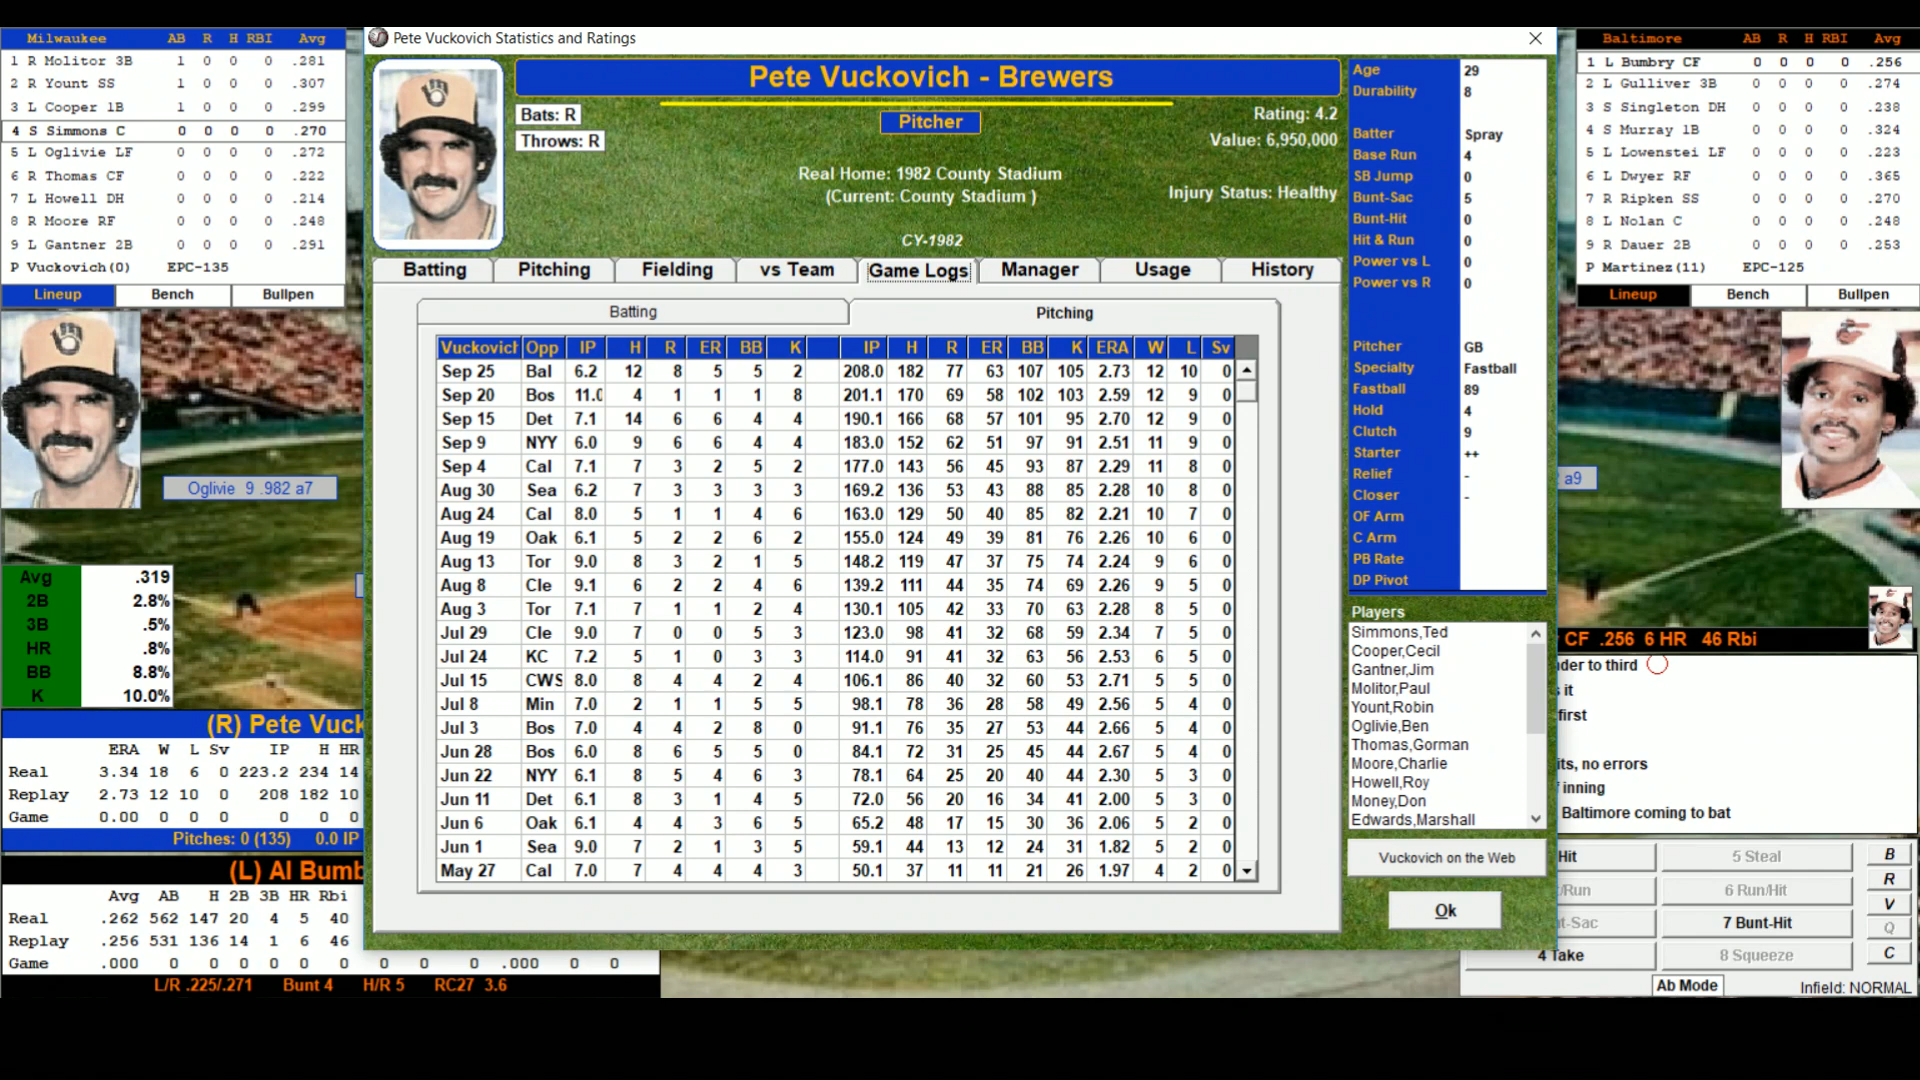 Pete Vuckovich Statistics and Ratings
Milwaukee AB R H RBI Avg
1 R Molitor 3B 1 0 0 0 .281
2 R Yount SS 1 0 0 0 .307
3 L Cooper 1B 1 0 0 0 .299
4 S Simmons C 0 0 0 0 .270
5 L Oglivie LF 0 0 0 0 .272
6 R Thomas CF 0 0 0 0 .222
7 L Howell DH 0 0 0 0 .214
8 R Moore RF 0 0 0 0 .248
9 L Gantner 2B 0 0 0 0 .291
P Vuckovich(0) EPC-135
Lineup Bench Bullpen
Oglivie 9 .982 a7
Avg .319
2B 2.8%
3B .5%
HR .8%
BB 8.8%
K 10.0%
(R) Pete Vuck
ERA W L Sv IP H HR
Real 3.34 18 6 0 223.2 234 14
Replay 2.73 12 10 0 208 182 10
Game 0.00 0 0 0 0 0 0
Pitches: 0 (135) 0.0 IP
(L) Al Bumb
Avg AB H 2B 3B HR Rbi
Real .262 562 147 20 4 5 40
Replay .256 531 136 14 1 6 46
Game .000 0 0 0 0 0 0 0 0 0 .000 0 0
L/R .225/.271 Bunt 4 H/R 5 RC27 3.6
Pete Vuckovich - Brewers
Bats: R
Throws: R
Pitcher
Rating: 4.2
Value: 6,950,000
Real Home: 1982 County Stadium
(Current: County Stadium )
Injury Status: Healthy
CY-1982
Batting Pitching Fielding vs Team Game Logs Manager Usage History
Batting Pitching
Vuckovich Opp IP H R ER BB K IP H R ER BB K ERA W L Sv
Sep 25 Bal 6.2 12 8 5 5 2 208.0 182 77 63 107 105 2.73 12 10 0
Sep 20 Bos 11.0 4 1 1 1 8 201.1 170 69 58 102 103 2.59 12 9 0
Sep 15 Det 7.1 14 6 6 4 4 190.1 166 68 57 101 95 2.70 12 9 0
Sep 9 NYY 6.0 9 6 6 4 4 183.0 152 62 51 97 91 2.51 11 9 0
Sep 4 Cal 7.1 7 3 2 5 2 177.0 143 56 45 93 87 2.29 11 8 0
Aug 30 Sea 6.2 7 3 3 3 3 169.2 136 53 43 88 85 2.28 10 8 0
Aug 24 Cal 8.0 5 1 1 4 6 163.0 129 50 40 85 82 2.21 10 7 0
Aug 19 Oak 6.1 5 2 2 6 2 155.0 124 49 39 81 76 2.26 10 6 0
Aug 13 Tor 9.0 8 3 2 1 5 148.2 119 47 37 75 74 2.24 9 6 0
Aug 8 Cle 9.1 6 2 2 4 6 139.2 111 44 35 74 69 2.26 9 5 0
Aug 3 Tor 7.1 7 1 1 2 4 130.1 105 42 33 70 63 2.28 8 5 0
Jul 29 Cle 9.0 7 0 0 5 3 123.0 98 41 32 68 59 2.34 7 5 0
Jul 24 KC 7.2 5 1 0 3 3 114.0 91 41 32 63 56 2.53 6 5 0
Jul 15 CWS 8.0 8 4 4 2 4 106.1 86 40 32 60 53 2.71 5 5 0
Jul 8 Min 7.0 2 1 1 5 5 98.1 78 36 28 58 49 2.56 5 4 0
Jul 3 Bos 7.0 4 4 2 8 0 91.1 76 35 27 53 44 2.66 5 4 0
Jun 28 Bos 6.0 8 6 5 5 0 84.1 72 31 25 45 44 2.67 5 4 0
Jun 22 NYY 6.1 8 5 4 6 3 78.1 64 25 20 40 44 2.30 5 3 0
Jun 11 Det 6.1 8 3 1 4 5 72.0 56 20 16 34 41 2.00 5 3 0
Jun 6 Oak 6.1 4 4 3 6 5 65.2 48 17 15 30 36 2.06 5 2 0
Jun 1 Sea 9.0 7 2 1 3 5 59.1 44 13 12 24 31 1.82 5 2 0
May 27 Cal 7.0 7 4 4 4 3 50.1 37 11 11 21 26 1.97 4 2 0
Age 29
Durability 8
Batter Spray
Base Run 4
SB Jump 0
Bunt-Sac 5
Bunt-Hit 0
Hit & Run 0
Power vs L 0
Power vs R 0
Pitcher GB
Specialty Fastball
Fastball 89
Hold 4
Clutch 9
Starter ++
Relief -
Closer -
OF Arm
C Arm
PB Rate
DP Pivot
Players
Simmons,Ted
Cooper,Cecil
Gantner,Jim
Molitor,Paul
Yount,Robin
Oglivie,Ben
Thomas,Gorman
Moore,Charlie
Howell,Roy
Money,Don
Edwards,Marshall
Vuckovich on the Web
Ok
Baltimore AB R H RBI Avg
1 L Bumbry CF 0 0 0 0 .256
2 L Gulliver 3B 0 0 0 0 .274
3 S Singleton DH 0 0 0 0 .238
4 S Murray 1B 0 0 0 0 .324
5 L Lowenstei LF 0 0 0 0 .223
6 L Dwyer RF 0 0 0 0 .365
7 R Ripken SS 0 0 0 0 .270
8 L Nolan C 0 0 0 0 .248
9 R Dauer 2B 0 0 0 0 .253
P Martinez(11) EPC-125
Lineup Bench Bullpen
a9
CF .256 6 HR 46 Rbi
der to third
s it
first
its, no errors
inning
Baltimore coming to bat
Hit 5 Steal B
/Run 6 Run/Hit R
V
t-Sac 7 Bunt-Hit Q
4 Take 8 Squeeze C
Ab Mode Infield: NORMAL